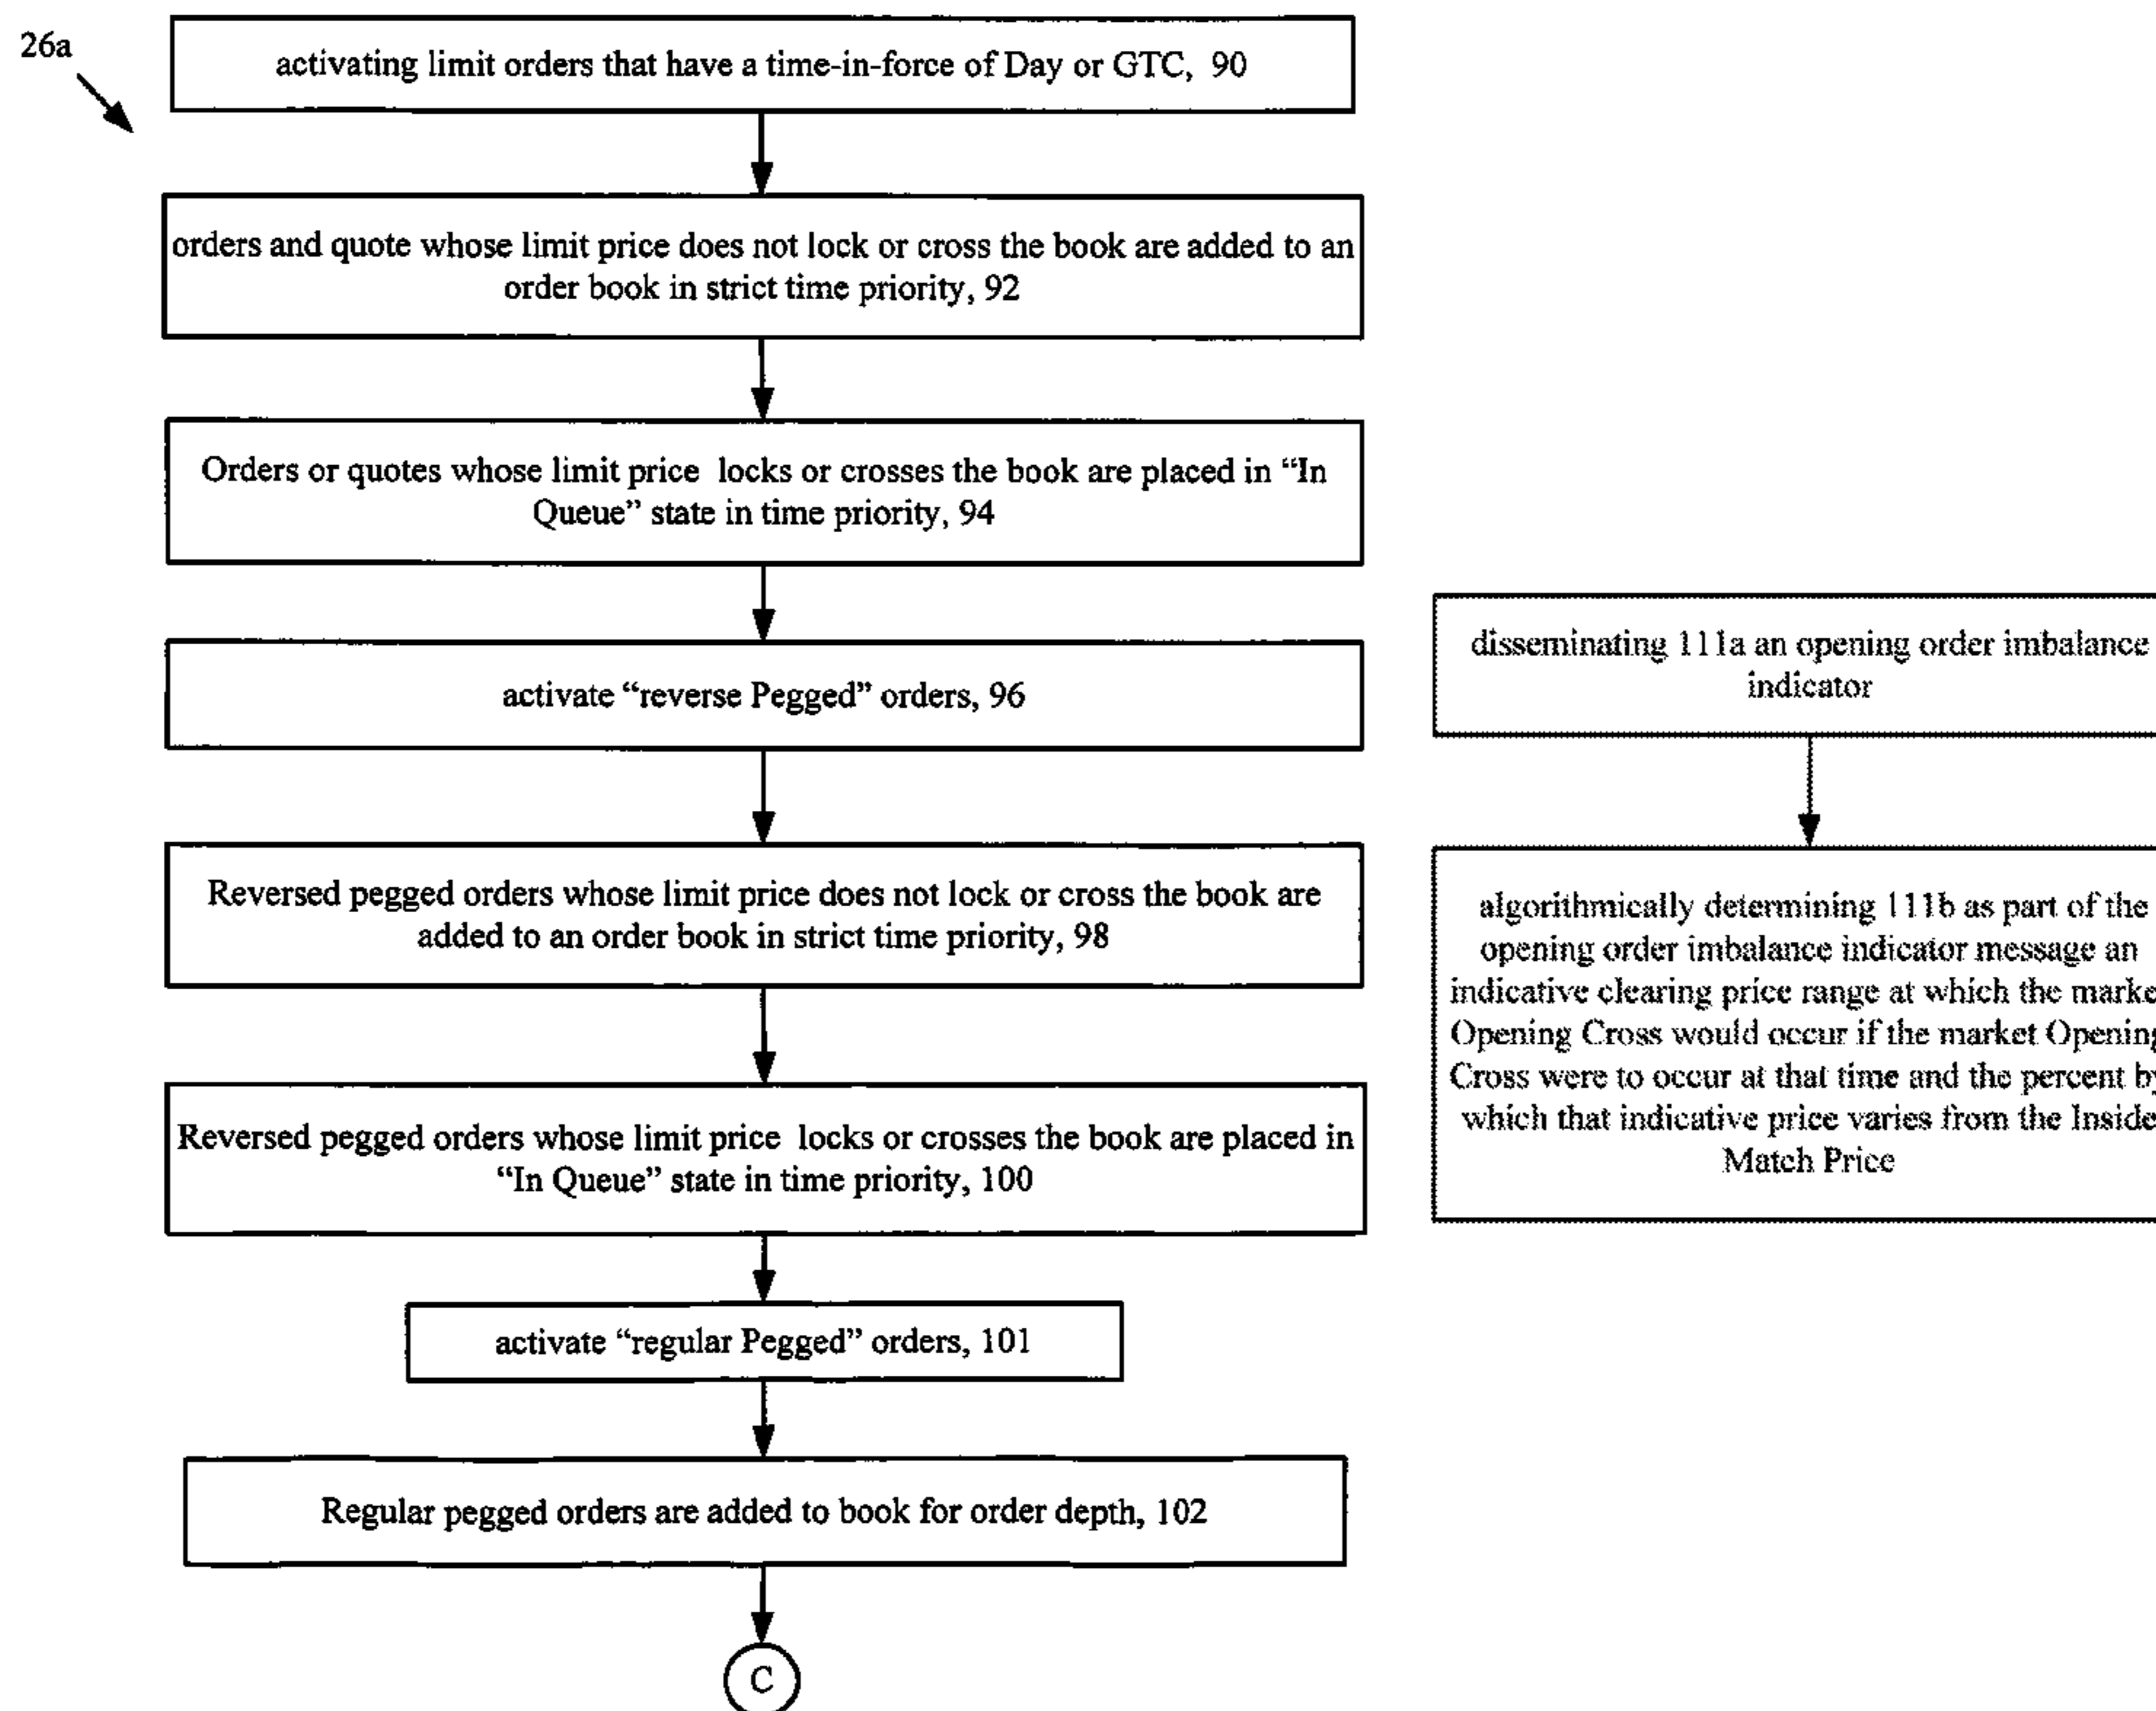 26a
activating limit orders that have a time-in-force of Day or GTC, 90
orders and quote whose limit price does not lock or cross the book are added to an
order book in strict time priority, 92
Orders or quotes whose limit price locks or crosses the book are placed in “In
Queue” state in time priority, 94
activate “reverse Pegged” orders, 96
Reversed pegged orders whose limit price does not lock or cross the book are
added to an order book in strict time priority, 98
Reversed pegged orders whose limit price locks or crosses the book are placed in
“In Queue” state in time priority, 100
activate “regular Pegged” orders, 101
Regular pegged orders are added to book for order depth, 102
C
disseminating 111a an opening order imbalance
indicator
algorithmically determining 111b as part of the
opening order imbalance indicator message an
indicative clearing price range at which the marke
Opening Cross would occur if the market Opening
Cross were to occur at that time and the percent by
which that indicative price varies from the Inside
Match Price